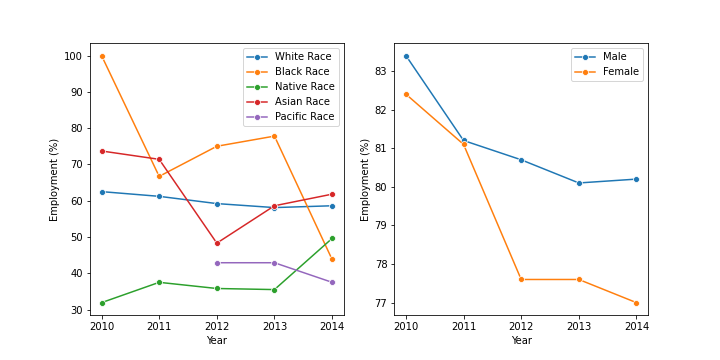 100
90
80
70
60
50
40
30
Employment (%)
2010 2011 2012 2013 2014
Year
White Race
Black Race
Native Race
Asian Race
Pacific Race
83
82
81
80
79
78
77
Employment (%)
2010 2011 2012 2013 2014
Year
Male
Female